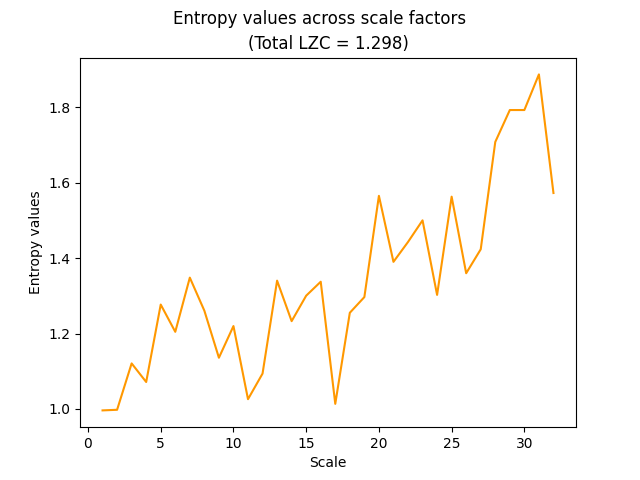 Entropy values across scale factors
(Total LZC = 1.298)
Entropy values
1.8
1.6
1.4
1.2
1.0
0 5 10 15 20 25 30
Scale